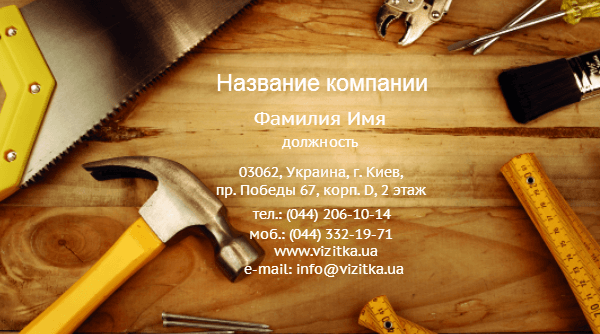 Название компании
Фамилия Имя
должность
03062, Украина, г. Киев,
пр. Победы 67, корп. D, 2 этаж
тел.: (044) 206-10-14
моб.: (044) 332-19-71
www.vizitka.ua
e-mail: info@vizitka.ua